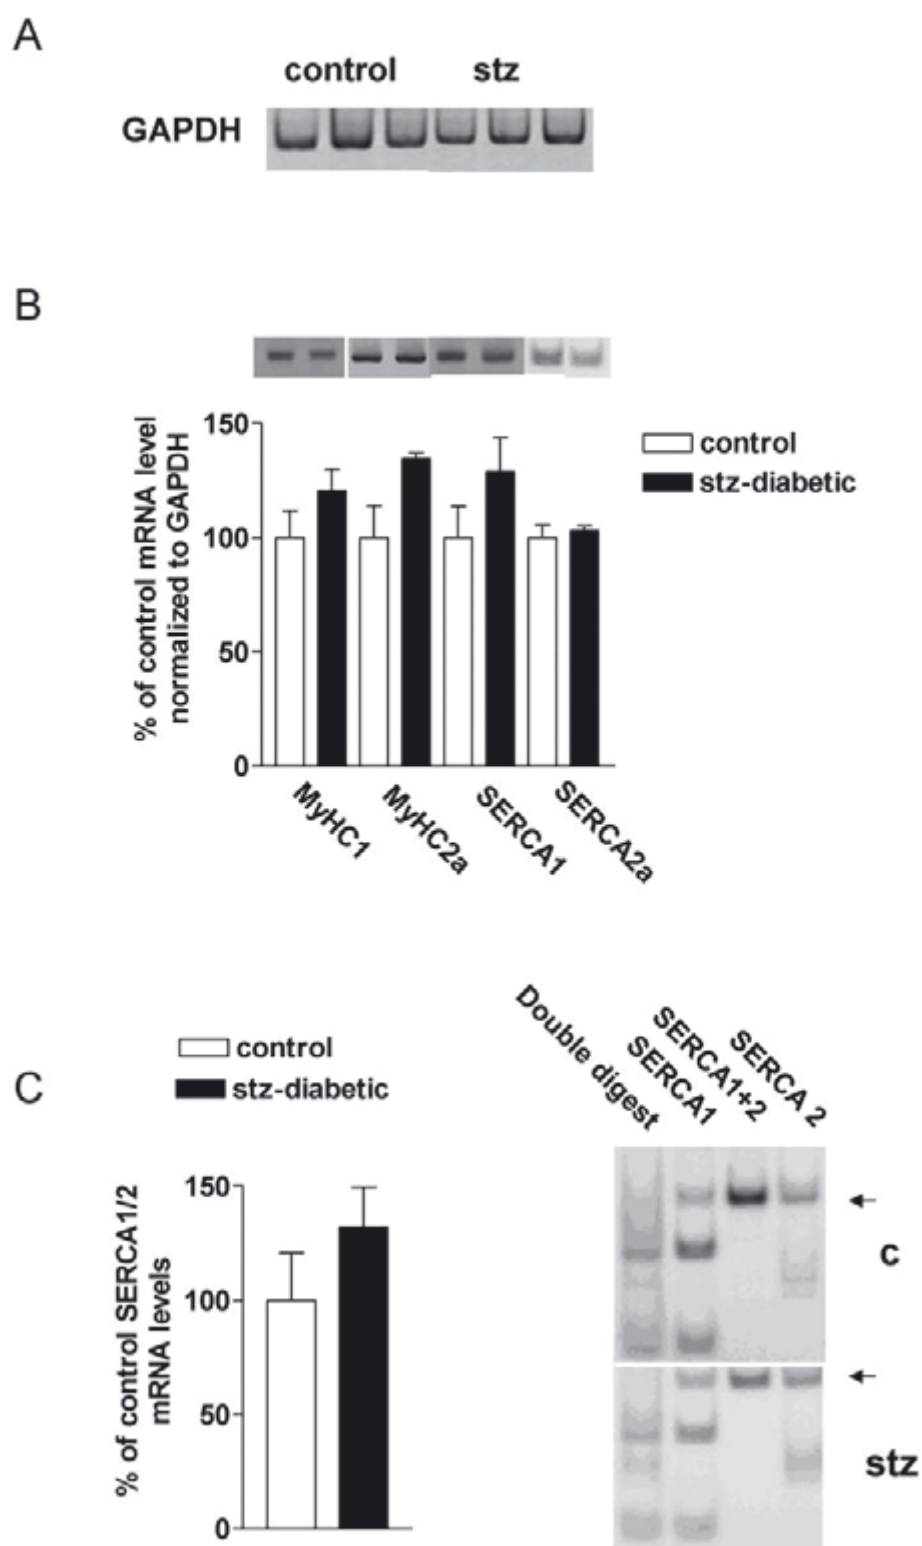 A
control stz
GAPDH
B
150
100
50
0
% of control mRNA level
normalized to GAPDH
control
stz-diabetic
MyHC1
MyHC2a
SERCA1
SERCA2a
C
control
stz-diabetic
150
100
50
0
% of control SERCA1/2
mRNA levels
Double digest
SERCA1
SERCA1+2
SERCA 2
c
stz